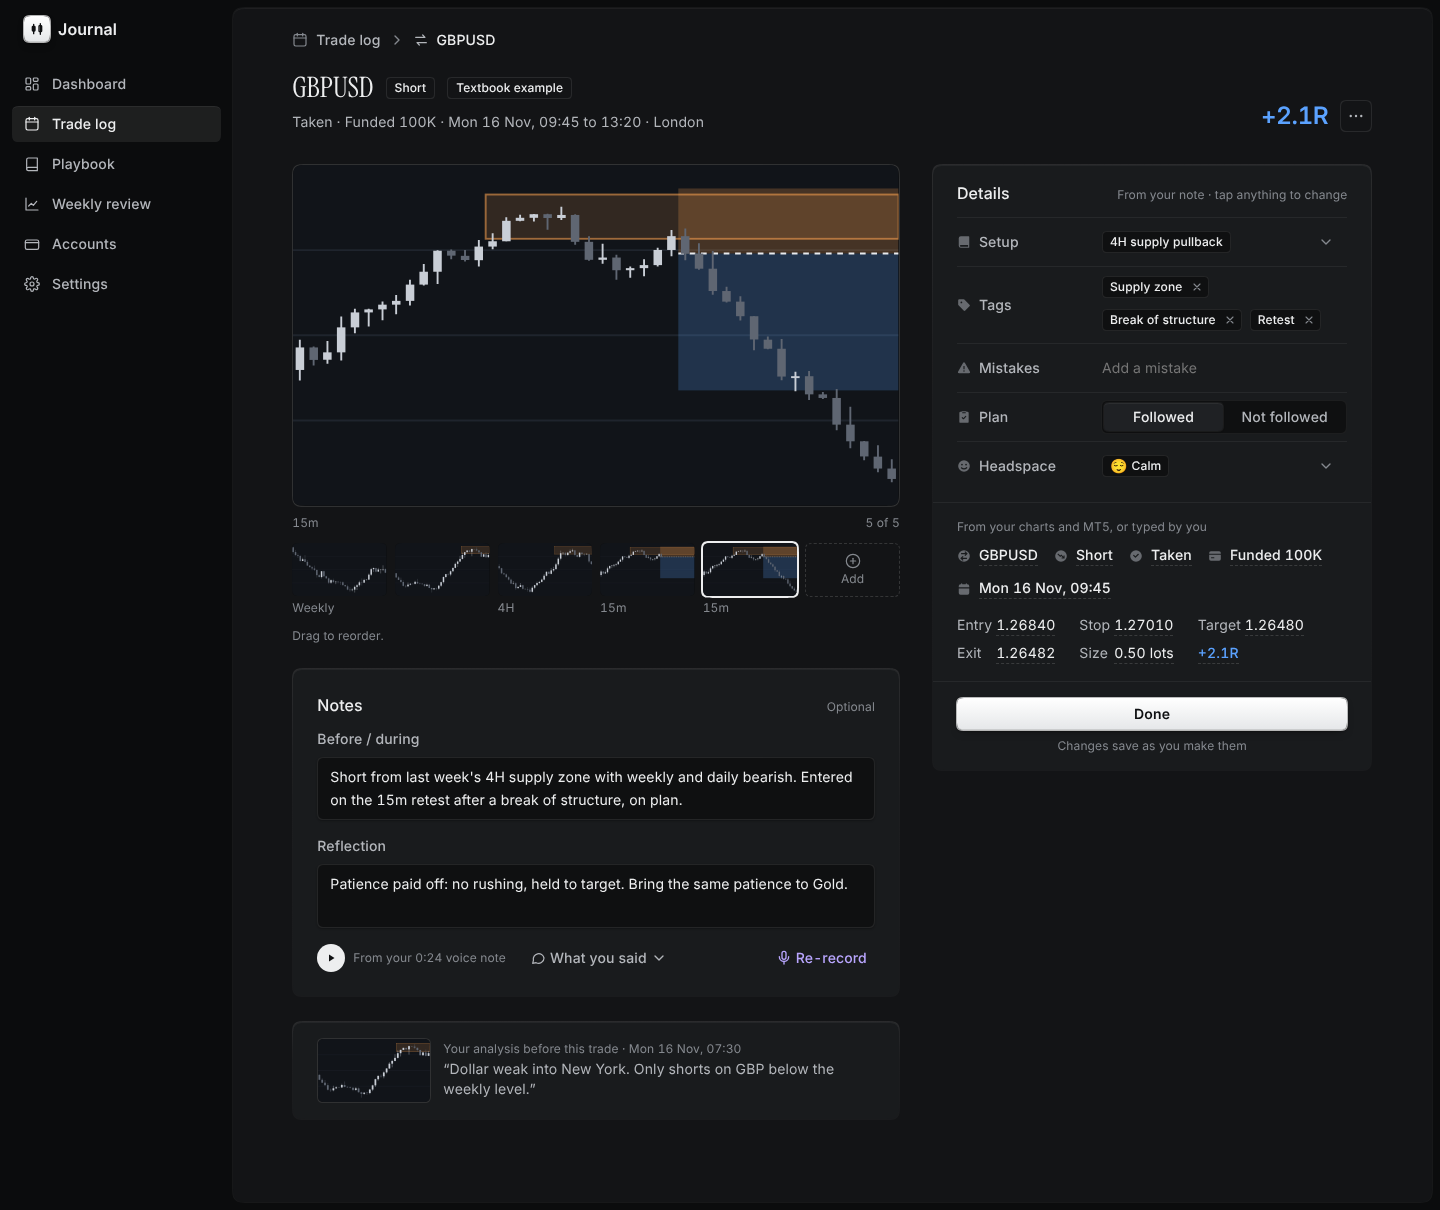 Journal
Dashboard
Trade log
Playbook
Weekly review
Accounts
Settings
Trade log
GBPUSD
GBPUSD
Short
Textbook example
Taken · Funded 100K · Mon 16 Nov, 09:45 to 13:20 · London
+2.1R
15m
5 of 5
Weekly
4H
15m
15m
Add
Drag to reorder.
Notes
Optional
Before / during
Short from last week's 4H supply zone with weekly and daily bearish. Entered
on the 15m retest after a break of structure, on plan.
Reflection
Patience paid off: no rushing, held to target. Bring the same patience to Gold.
From your 0:24 voice note
What you said
Re-record
Your analysis before this trade · Mon 16 Nov, 07:30
“Dollar weak into New York. Only shorts on GBP below the
weekly level.”
Details
From your note · tap anything to change
Setup
4H supply pullback
Tags
Supply zone
Break of structure
Retest
Mistakes
Add a mistake
Plan
Followed
Not followed
Headspace
😌 Calm
From your charts and MT5, or typed by you
GBPUSD
Short
Taken
Funded 100K
Mon 16 Nov, 09:45
Entry 1.26840
Stop 1.27010
Target 1.26480
Exit 1.26482
Size 0.50 lots
+2.1R
Done
Changes save as you make them